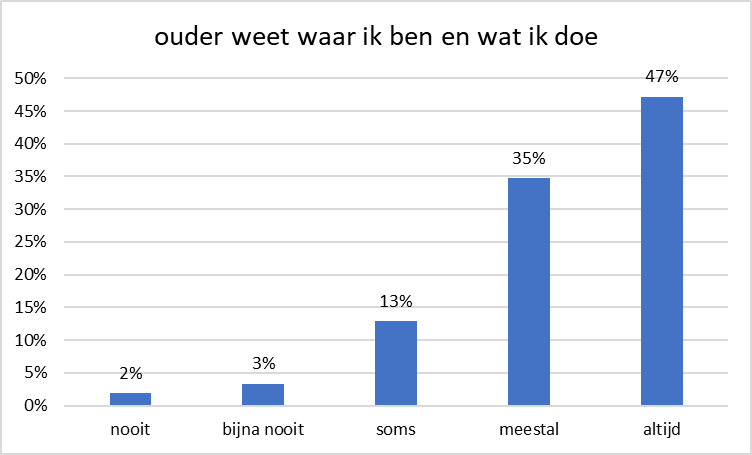 ouder weet waar ik ben en wat ik doe
50%
45%
40%
35%
30%
25%
20%
15%
10%
5%
0%
2%
3%
13%
35%
47%
nooit
bijna nooit
soms
meestal
altijd